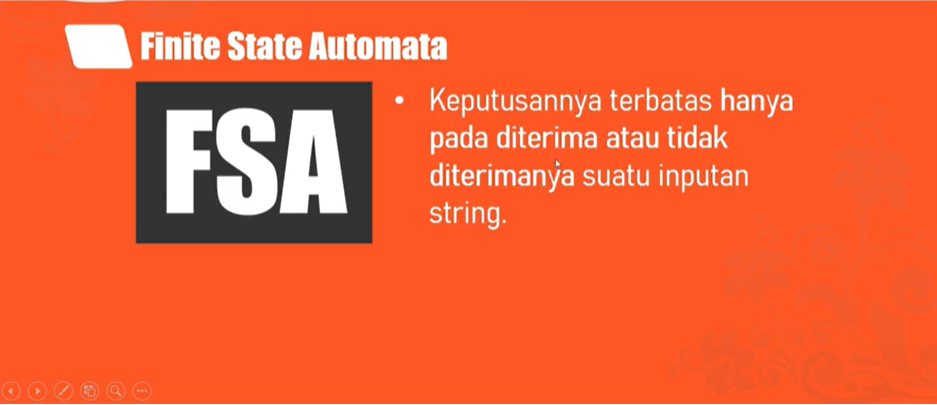 Finite State Automata
FSA
• Keputusannya terbatas hanya
pada diterima atau tidak
diterimanya suatu inputan
string.